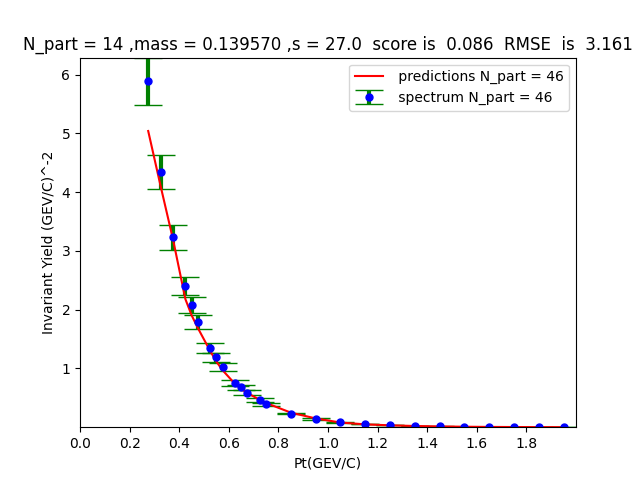 N_part = 14 ,mass = 0.139570 ,s = 27.0  score is  0.086  RMSE  is  3.161
predictions N_part = 46
spectrum N_part = 46
Invariant Yield (GEV/C)^-2
6
5
4
3
2
1
0.0 0.2 0.4 0.6 0.8 1.0 1.2 1.4 1.6 1.8
Pt(GEV/C)